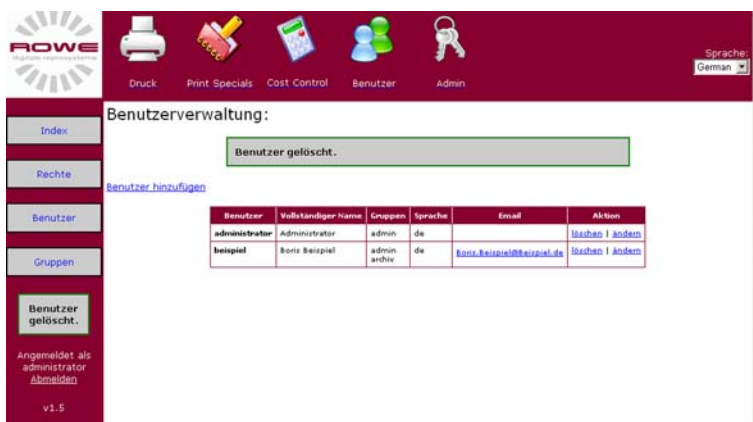 ROWE
digitale reprosysteme
Druck
Print Specials
Cost Control
Benutzer
Admin
Sprache:
German
Index
Rechte
Benutzer
Gruppen
Benutzer
gelöscht.
Angemeldet als
administrator
Abmelden
v1.5
Benutzerverwaltung:
Benutzer gelöscht.
Benutzer hinzufügen
Benutzer Vollständiger Name Gruppen Sprache Email Aktion
administrator Administrator admin de löschen | ändern
beispiel Boris Beispiel admin de Boris.Beispiel@Beispiel.de löschen | ändern
archiv